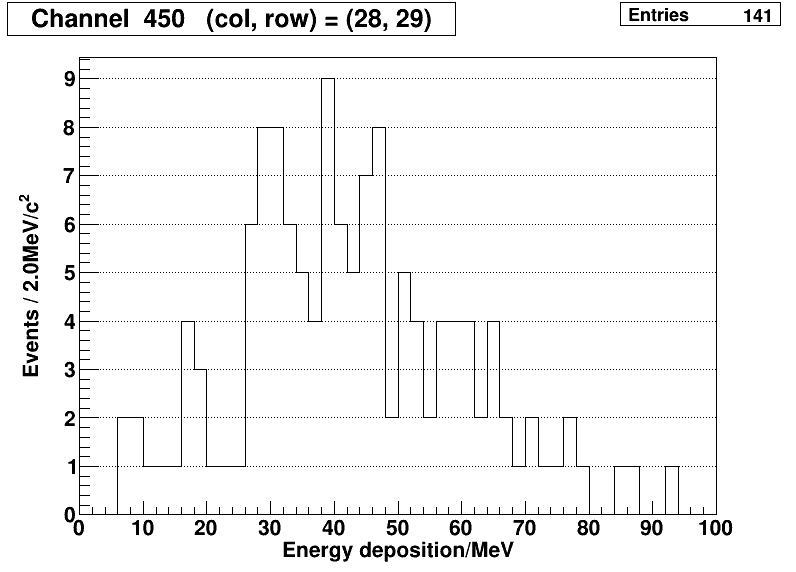 Channel 450 (col, row) = (28, 29)
Entries 141
Events / 2.0MeV/c²
9
8
7
6
5
4
3
2
1
0
0 10 20 30 40 50 60 70 80 90 100
Energy deposition/MeV